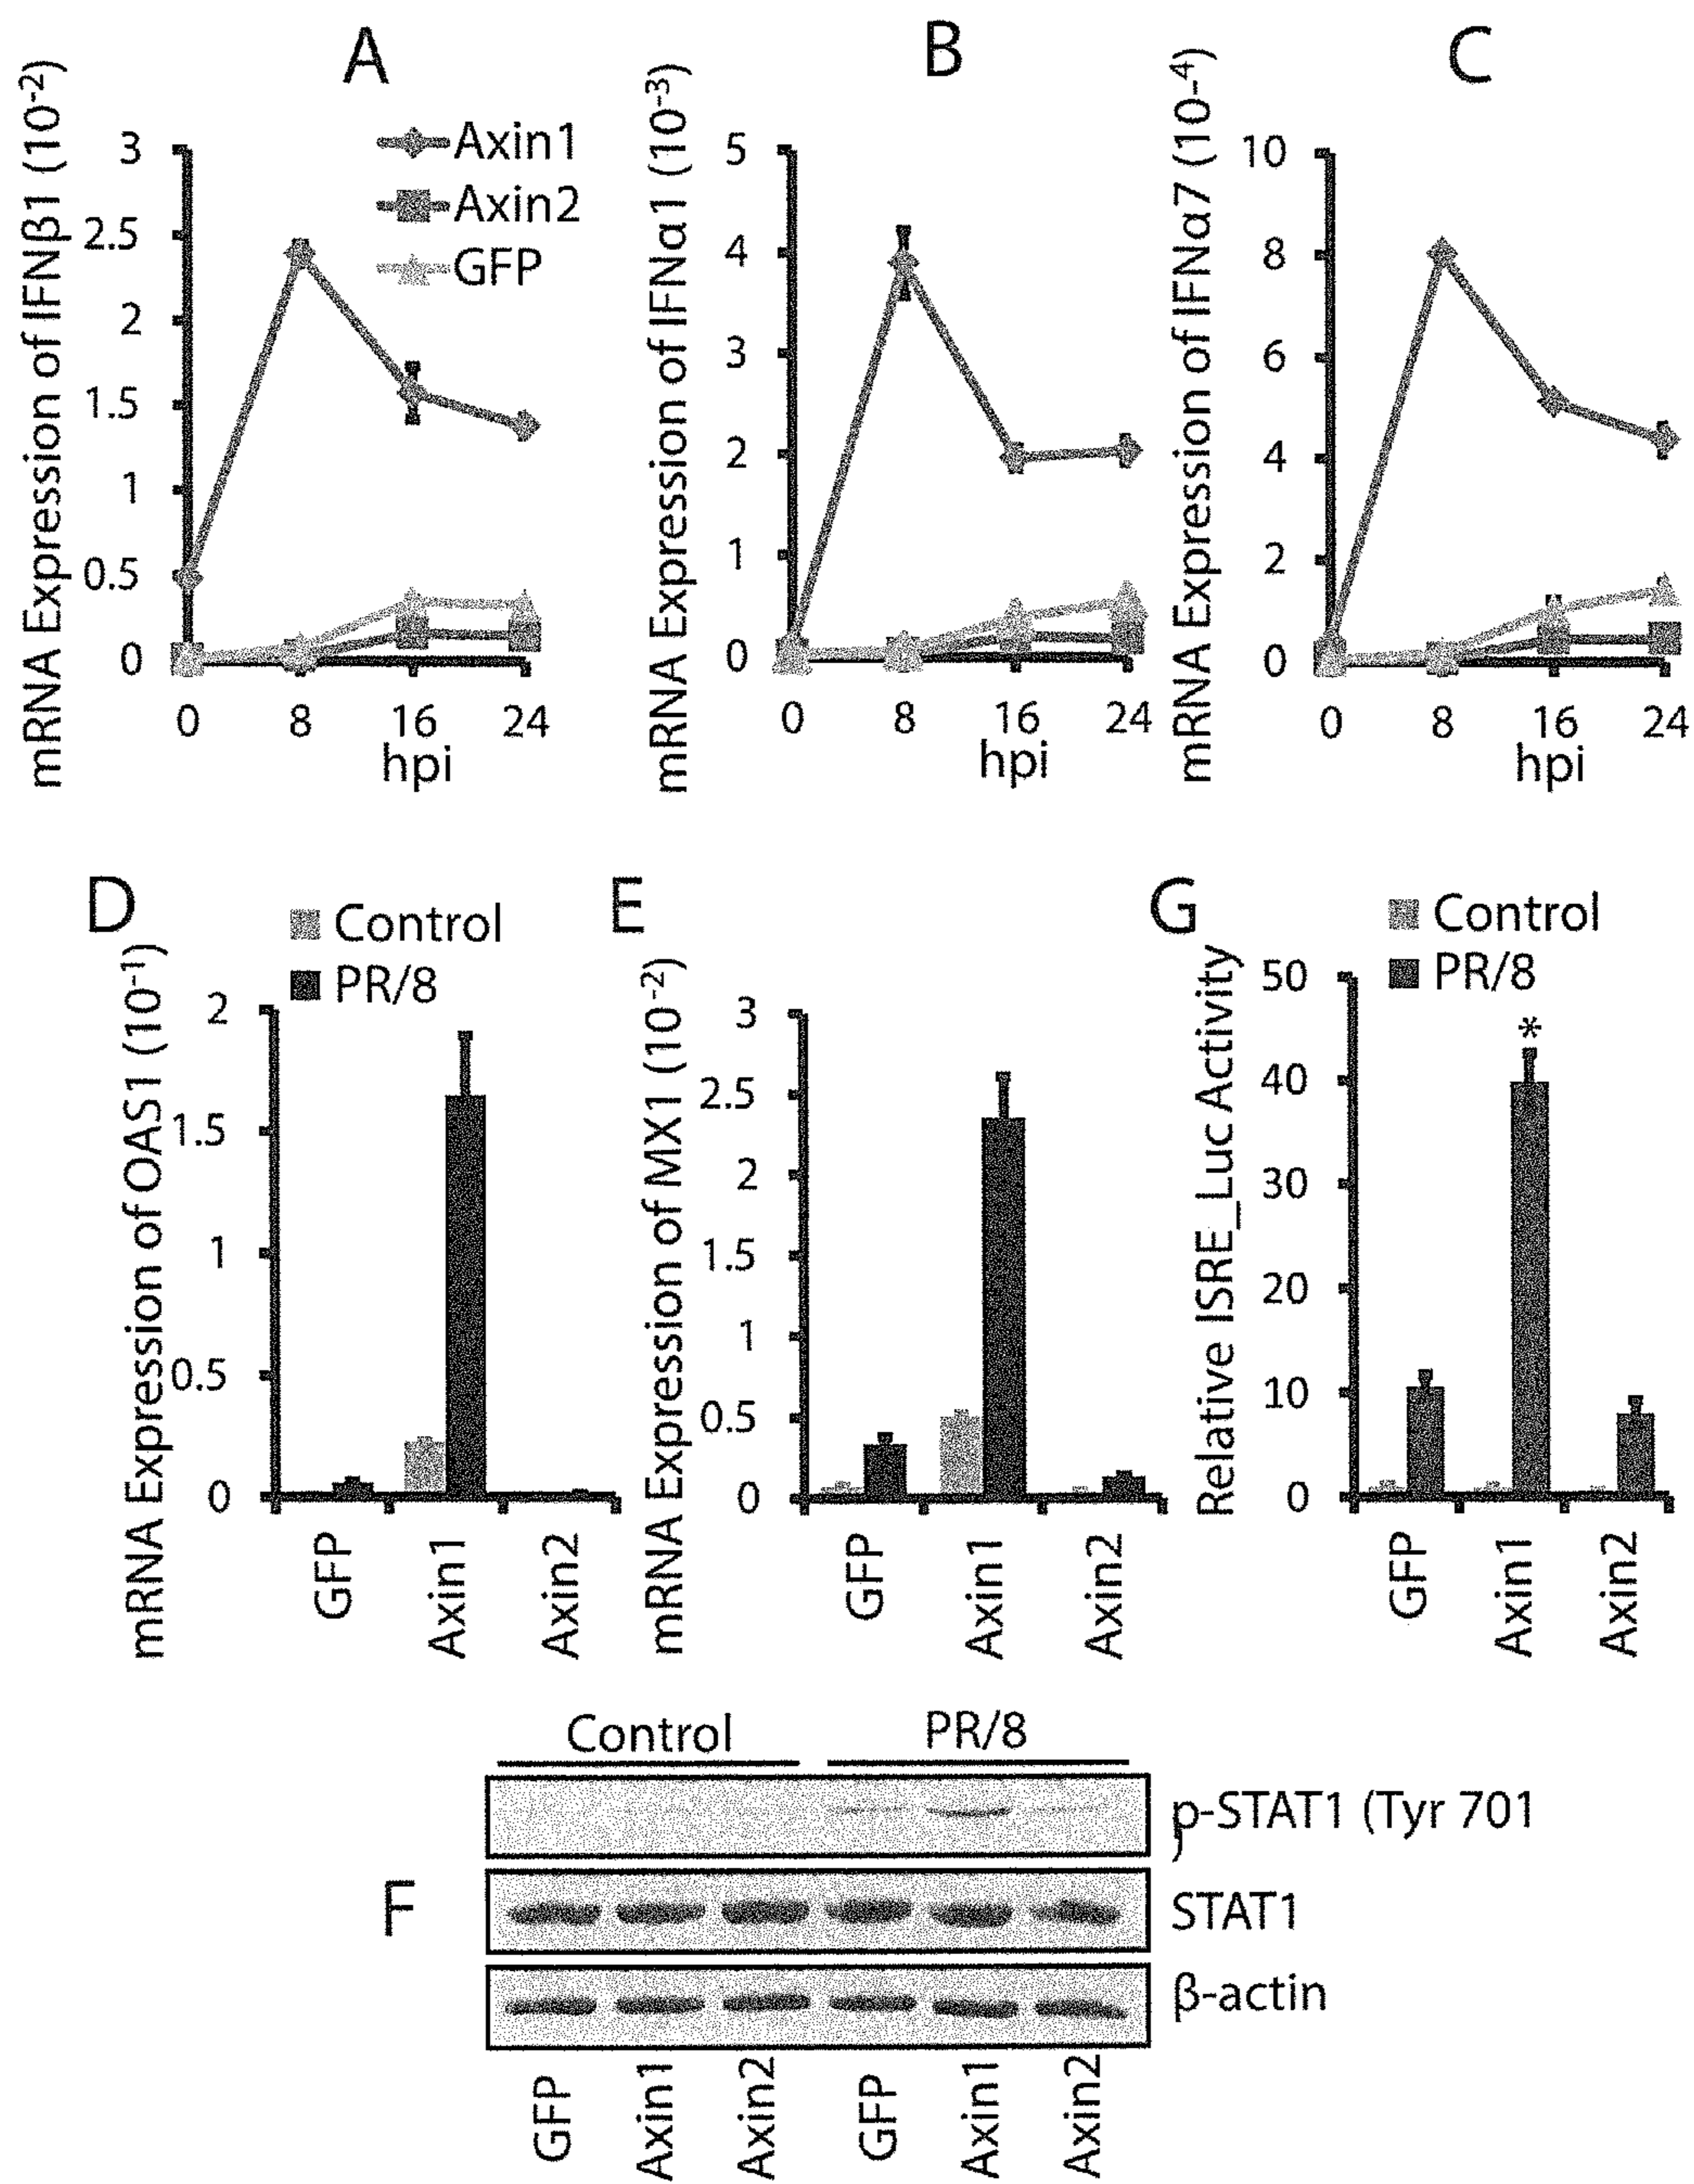 A
mRNA Expression of IFNβ1 (10⁻²)
3
2.5
2
1.5
1
0.5
0
Axin1
Axin2
GFP
0 8 16 24
hpi
B
mRNA Expression of IFNα1 (10⁻³)
5
4
3
2
1
0
0 8 16 24
hpi
C
mRNA Expression of IFNα7 (10⁻⁴)
10
8
6
4
2
0
0 8 16 24
hpi
D
Control
PR/8
mRNA Expression of OAS1 (10⁻¹)
2
1.5
1
0.5
0
GFP
Axin1
Axin2
E
mRNA Expression of MX1 (10⁻²)
3
2.5
2
1.5
1
0.5
0
GFP
Axin1
Axin2
G
Control
PR/8
Relative ISRE_Luc Activity
50
40
30
20
10
0
*
GFP
Axin1
Axin2
Control PR/8
p-STAT1 (Tyr 701
)
F
STAT1
β-actin
GFP
Axin1
Axin2
GFP
Axin1
Axin2